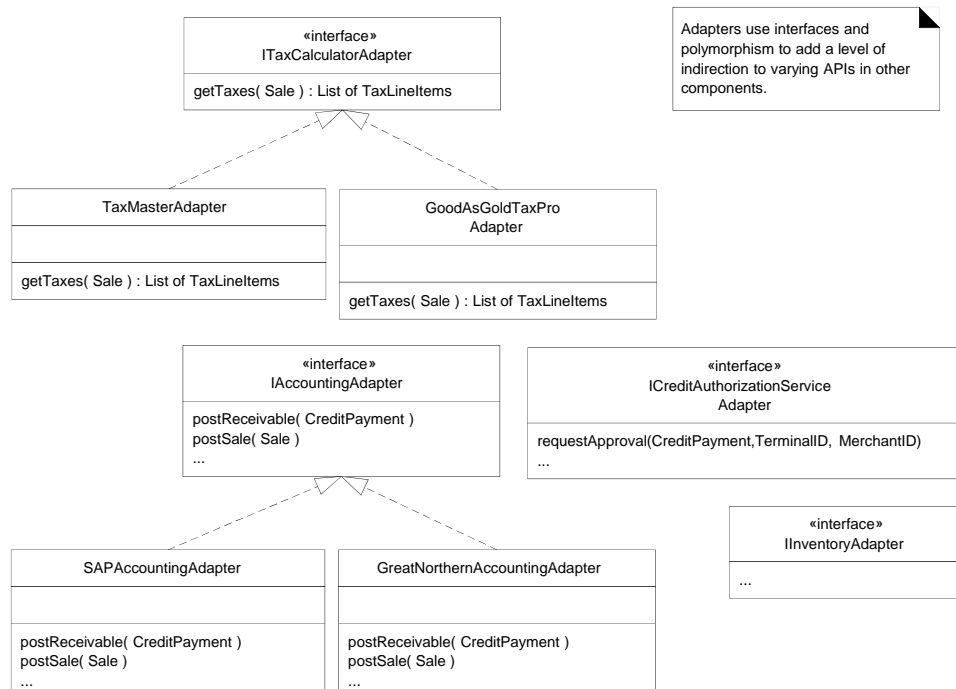 «interface»
ITaxCalculatorAdapter
getTaxes( Sale ) : List of TaxLineItems
Adapters use interfaces and
polymorphism to add a level of
indirection to varying APIs in other
components.
TaxMasterAdapter
getTaxes( Sale ) : List of TaxLineItems
GoodAsGoldTaxPro
Adapter
getTaxes( Sale ) : List of TaxLineItems
«interface»
IAccountingAdapter
postReceivable( CreditPayment )
postSale( Sale )
...
«interface»
ICreditAuthorizationService
Adapter
requestApproval(CreditPayment,TerminalID, MerchantID)
...
«interface»
IInventoryAdapter
...
SAPAccountingAdapter
postReceivable( CreditPayment )
postSale( Sale )
...
GreatNorthernAccountingAdapter
postReceivable( CreditPayment )
postSale( Sale )
...